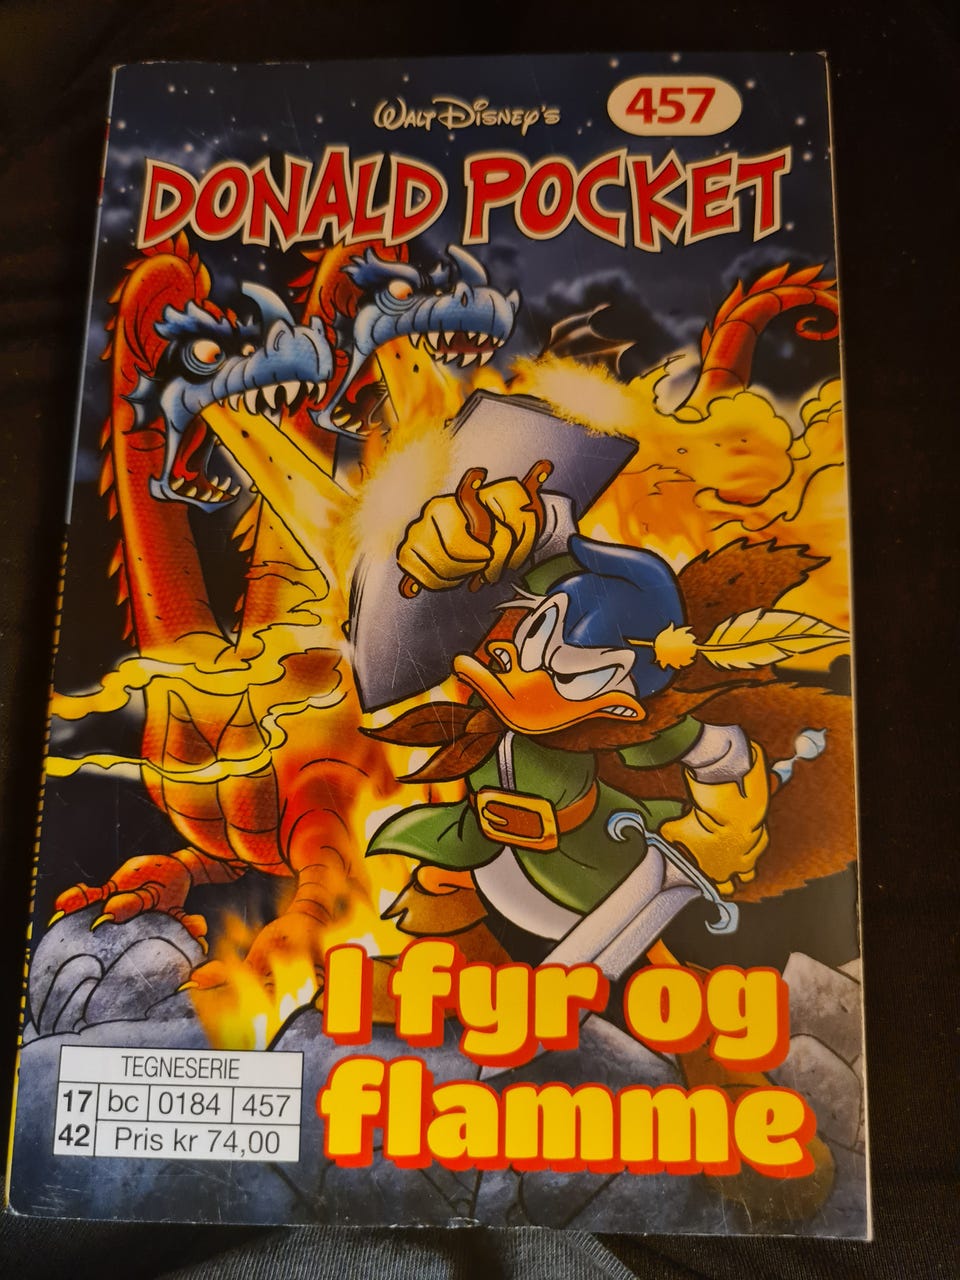 WALT DISNEY'S
457
DONALD POCKET
I fyr og
flamme
TEGNESERIE
17 bc 0184 457
42 Pris kr 74,00